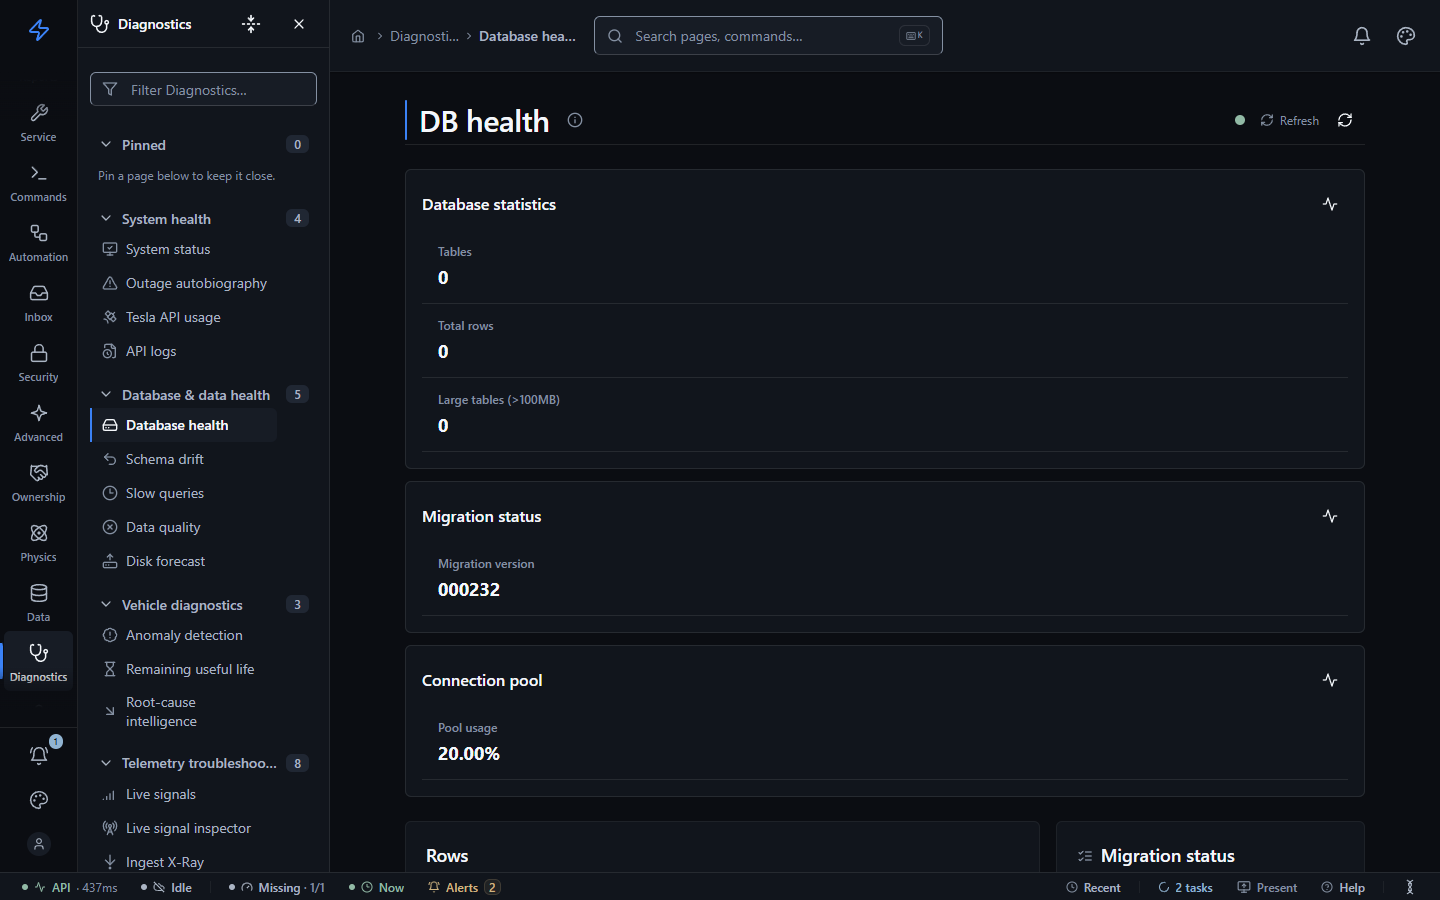 Diagnostics
Diagnosti...
Database hea...
Search pages, commands...
K
Service
Commands
Automation
Inbox
Security
Advanced
Ownership
Physics
Data
Diagnostics
1
Filter Diagnostics...
Pinned
0
Pin a page below to keep it close.
System health
4
System status
Outage autobiography
Tesla API usage
API logs
Database & data health
5
Database health
Schema drift
Slow queries
Data quality
Disk forecast
Vehicle diagnostics
3
Anomaly detection
Remaining useful life
Root-cause
intelligence
Telemetry troubleshoo...
8
Live signals
Live signal inspector
Ingest X-Ray
DB health
Refresh
Database statistics
Tables
0
Total rows
0
Large tables (>100MB)
0
Migration status
Migration version
000232
Connection pool
Pool usage
20.00%
Rows
Migration status
API · 437ms
Idle
Missing · 1/1
Now
Alerts 2
Recent
2 tasks
Present
Help